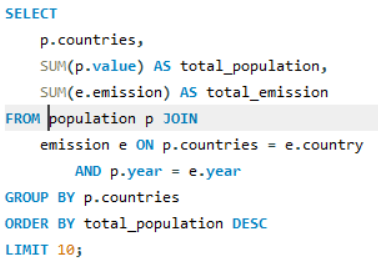 SELECT
p.countries,
SUM(p.value) AS total_population,
SUM(e.emission) AS total_emission
FROM population p JOIN
emission e ON p.countries = e.country
AND p.year = e.year
GROUP BY p.countries
ORDER BY total_population DESC
LIMIT 10;